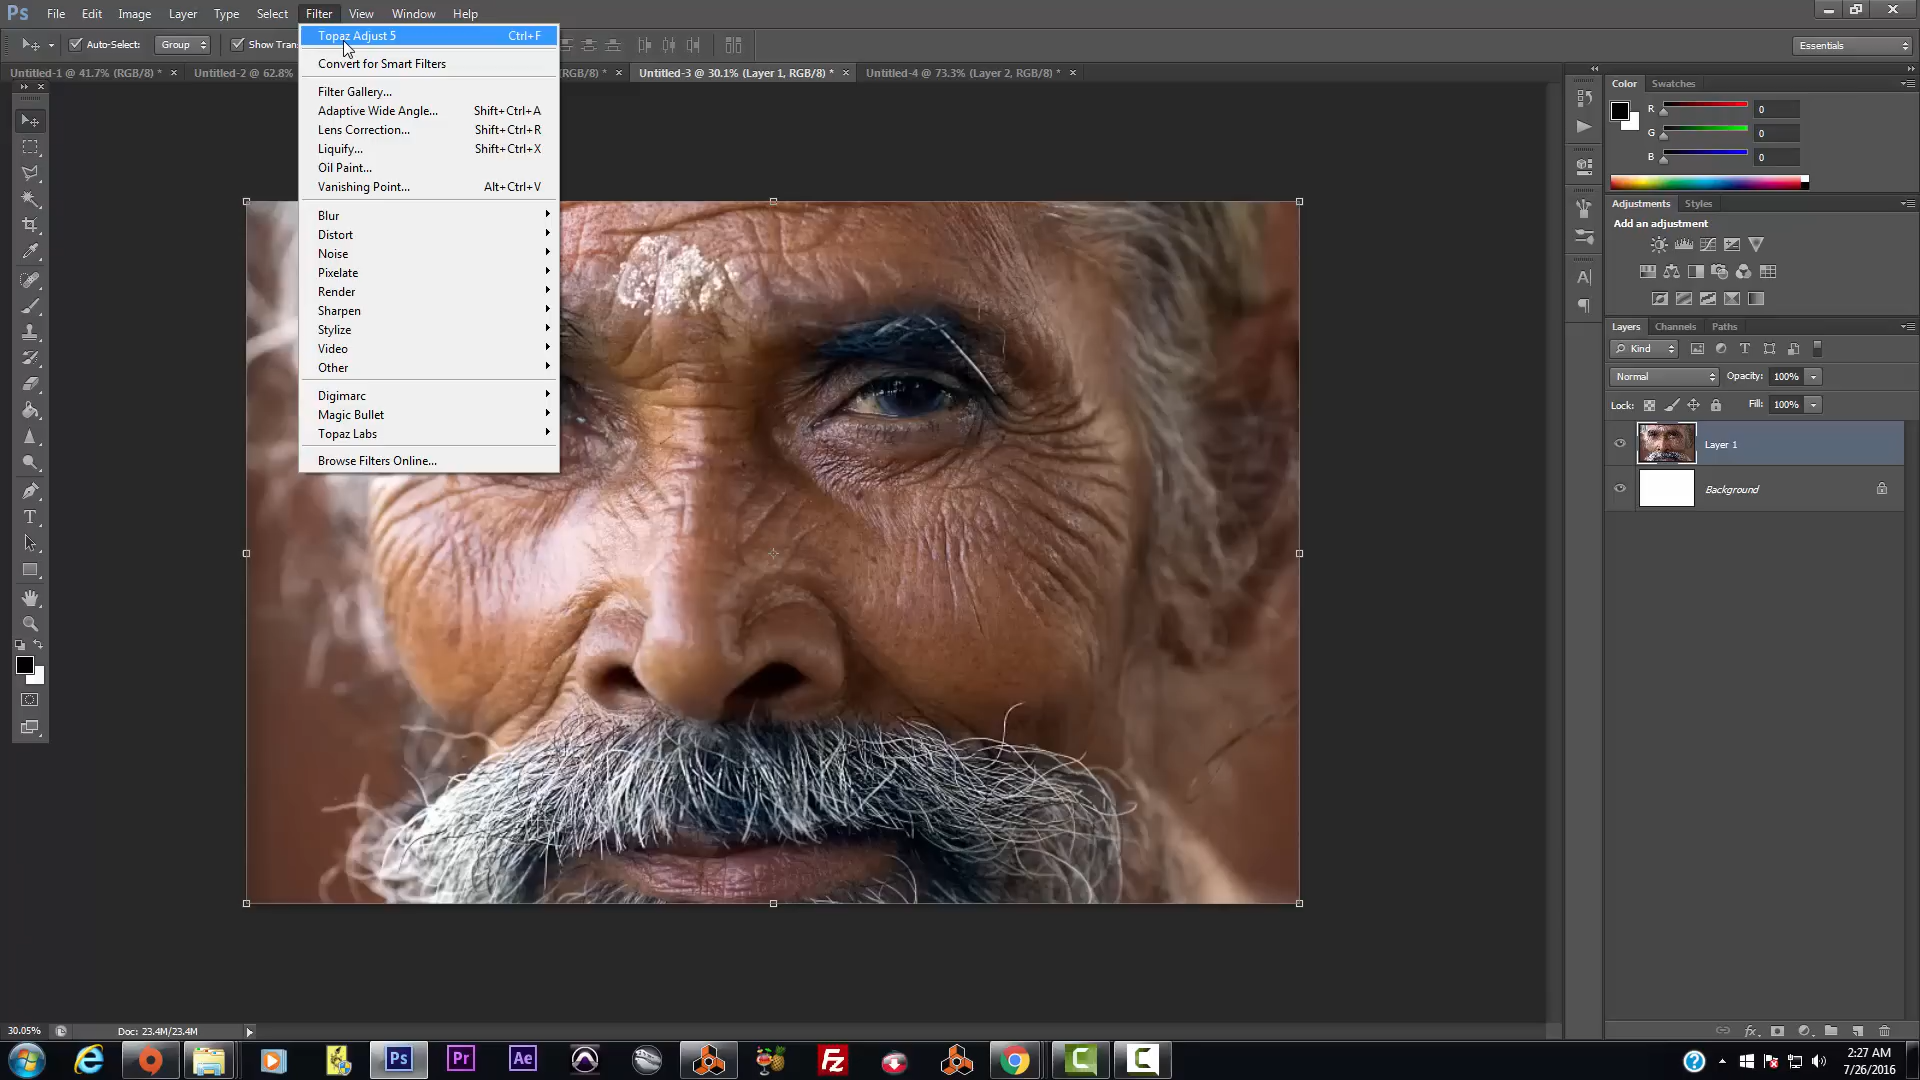 Ps File Edit Image Layer Type Select Filter View Window Help
Auto-Select: Group Show Tran Essentials
Topaz Adjust 5 Ctrl+F
Untitled-1 @ 41.7% (RGB/8) * × Untitled-2 @ 62.8% RGB/8) * × Untitled-3 @ 30.1% (Layer 1, RGB/8) * × Untitled-4 @ 73.3% (Layer 2, RGB/8) * ×
Convert for Smart Filters
Filter Gallery...
Adaptive Wide Angle... Shift+Ctrl+A
Lens Correction... Shift+Ctrl+R
Liquify... Shift+Ctrl+X
Oil Paint...
Vanishing Point... Alt+Ctrl+V
Blur
Distort
Noise
Pixelate
Render
Sharpen
Stylize
Video
Other
Digimarc
Magic Bullet
Topaz Labs
Browse Filters Online...
Color Swatches
R 0
G 0
B 0
Adjustments Styles
Add an adjustment
Layers Channels Paths
Kind
Normal Opacity: 100%
Lock: Fill: 100%
Layer 1
Background
30.05% Doc: 23.4M/23.4M
Ps Pr Ae Fz C C
2:27 AM
7/26/2016